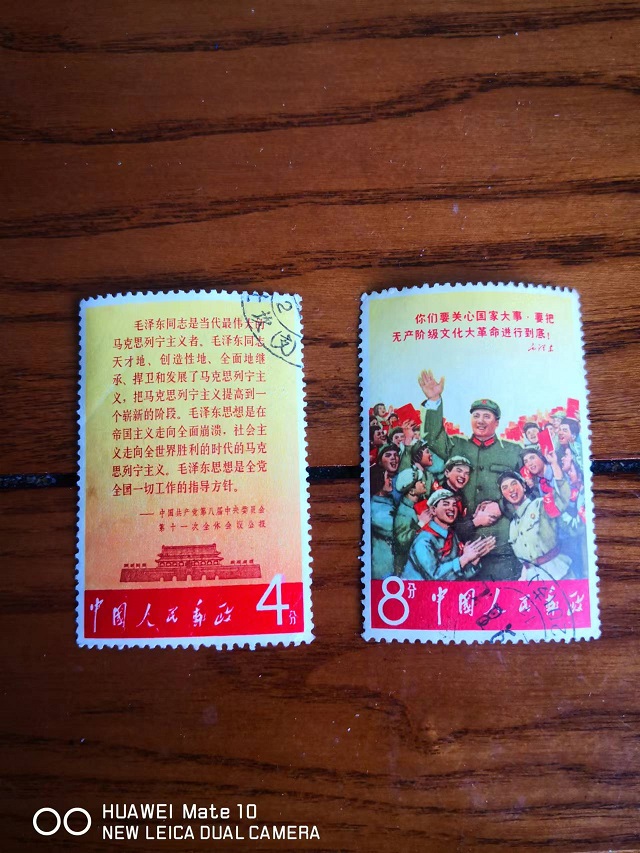 毛泽东同志是当代最伟大的
马克思列宁主义者。毛泽东同志
天才地、创造性地、全面地继
承、捍卫和发展了马克思列宁主
义，把马克思列宁主义提高到一
个崭新的阶段。毛泽东思想是在
帝国主义走向全面崩溃，社会主
义走向全世界胜利的时代的马克
思列宁主义。毛泽东思想是全党
全国一切工作的指导方针。
——中国共产党第八届中央委员会
第十一次全体会议公报
中国人民邮政 4分
你们要关心国家大事，要把
无产阶级文化大革命进行到底！
毛泽东
8分 中国人民邮政
HUAWEI Mate 10
NEW LEICA DUAL CAMERA